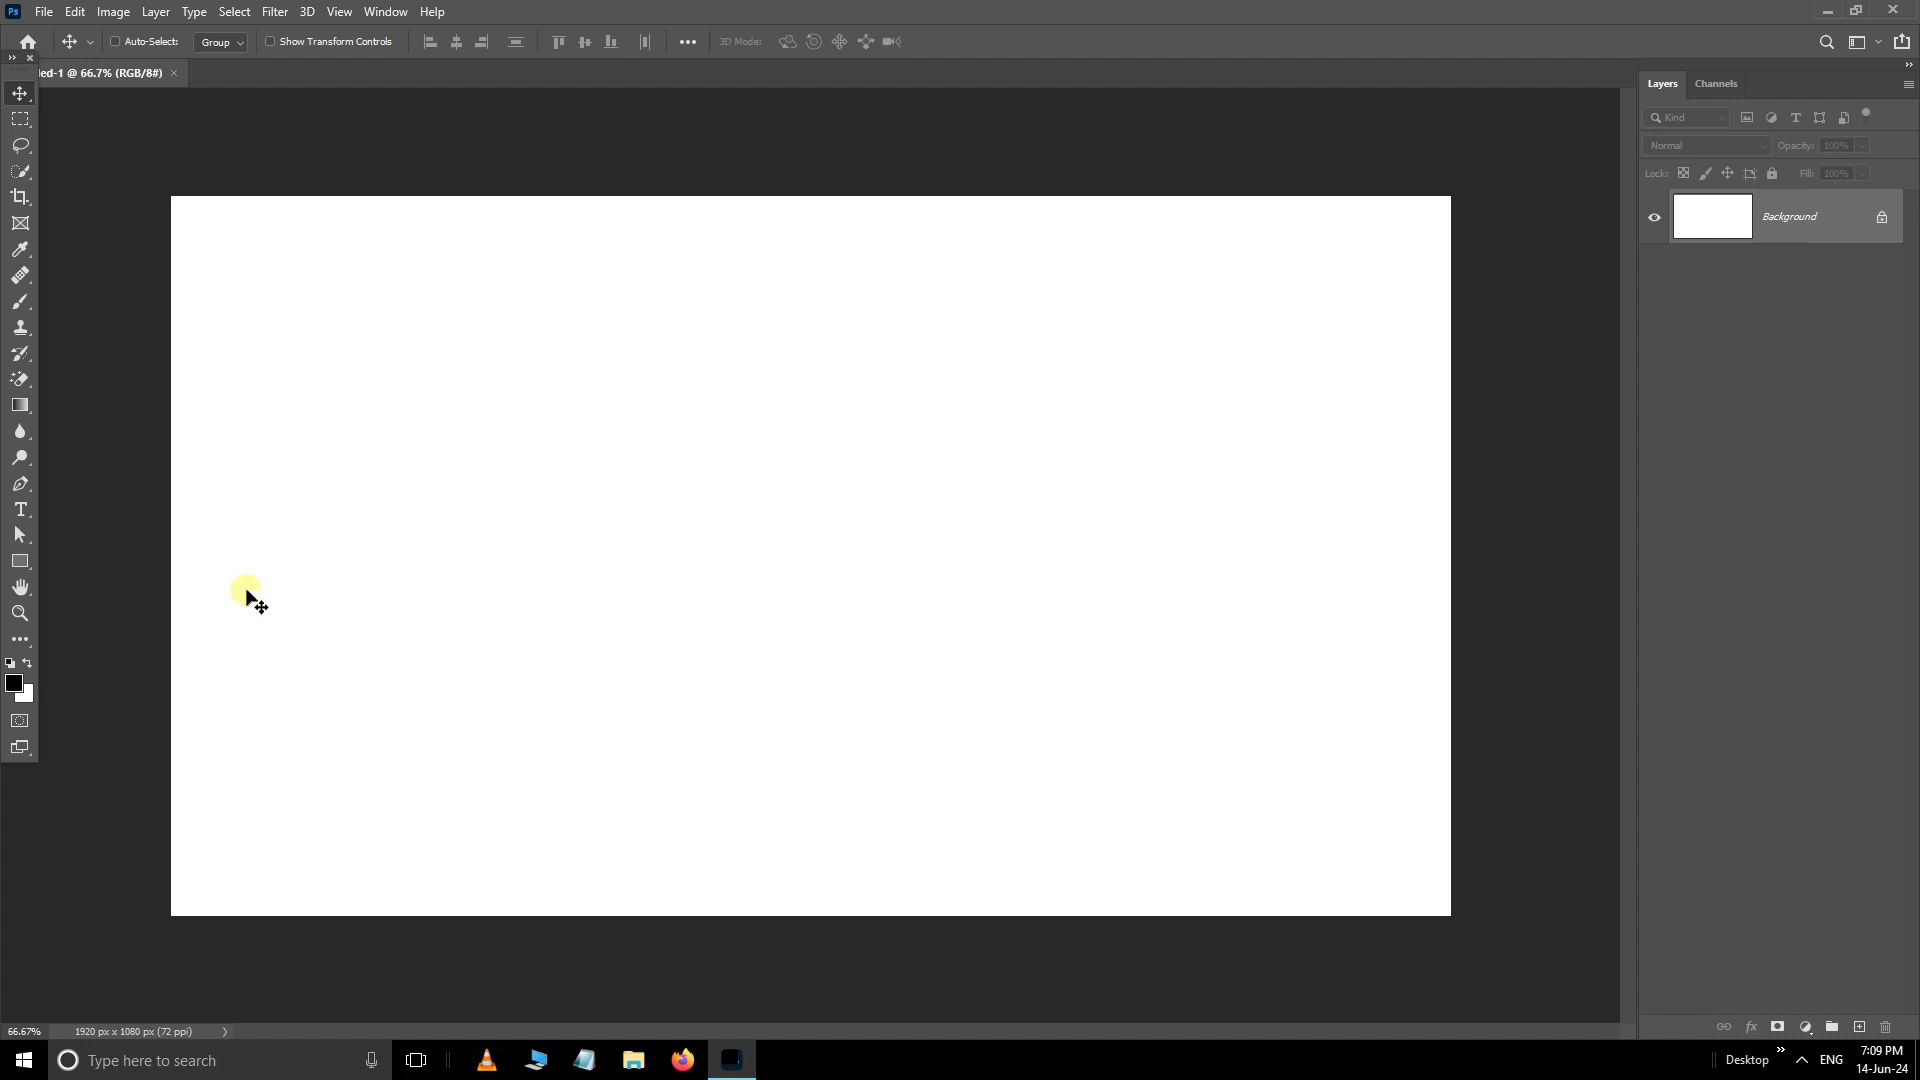 Ps File Edit Image Layer Type Select Filter 3D View Window Help
Auto-Select: Group Show Transform Controls 3D Mode:
led-1 @ 66.7% (RGB/8#) ×
Layers Channels
Kind
Normal Opacity: 100%
Lock: Fill: 100%
Background
66.67% 1920 px x 1080 px (72 ppi)
Type here to search
Desktop ENG 7:09 PM
14-Jun-24